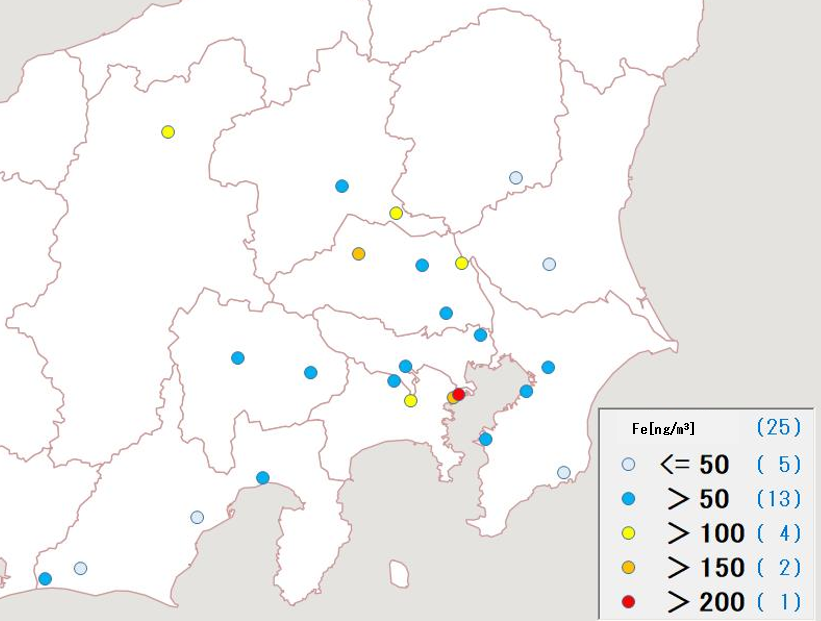 Fe[ng/m³] (25)
<= 50 ( 5)
> 50 (13)
> 100 ( 4)
> 150 ( 2)
> 200 ( 1)